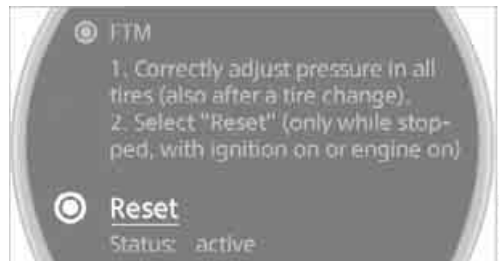 FTM
1. Correctly adjust pressure in all
tires (also after a tire change).
2. Select "Reset" (only while stop-
ped, with ignition on or engine on)
Reset
Status: active